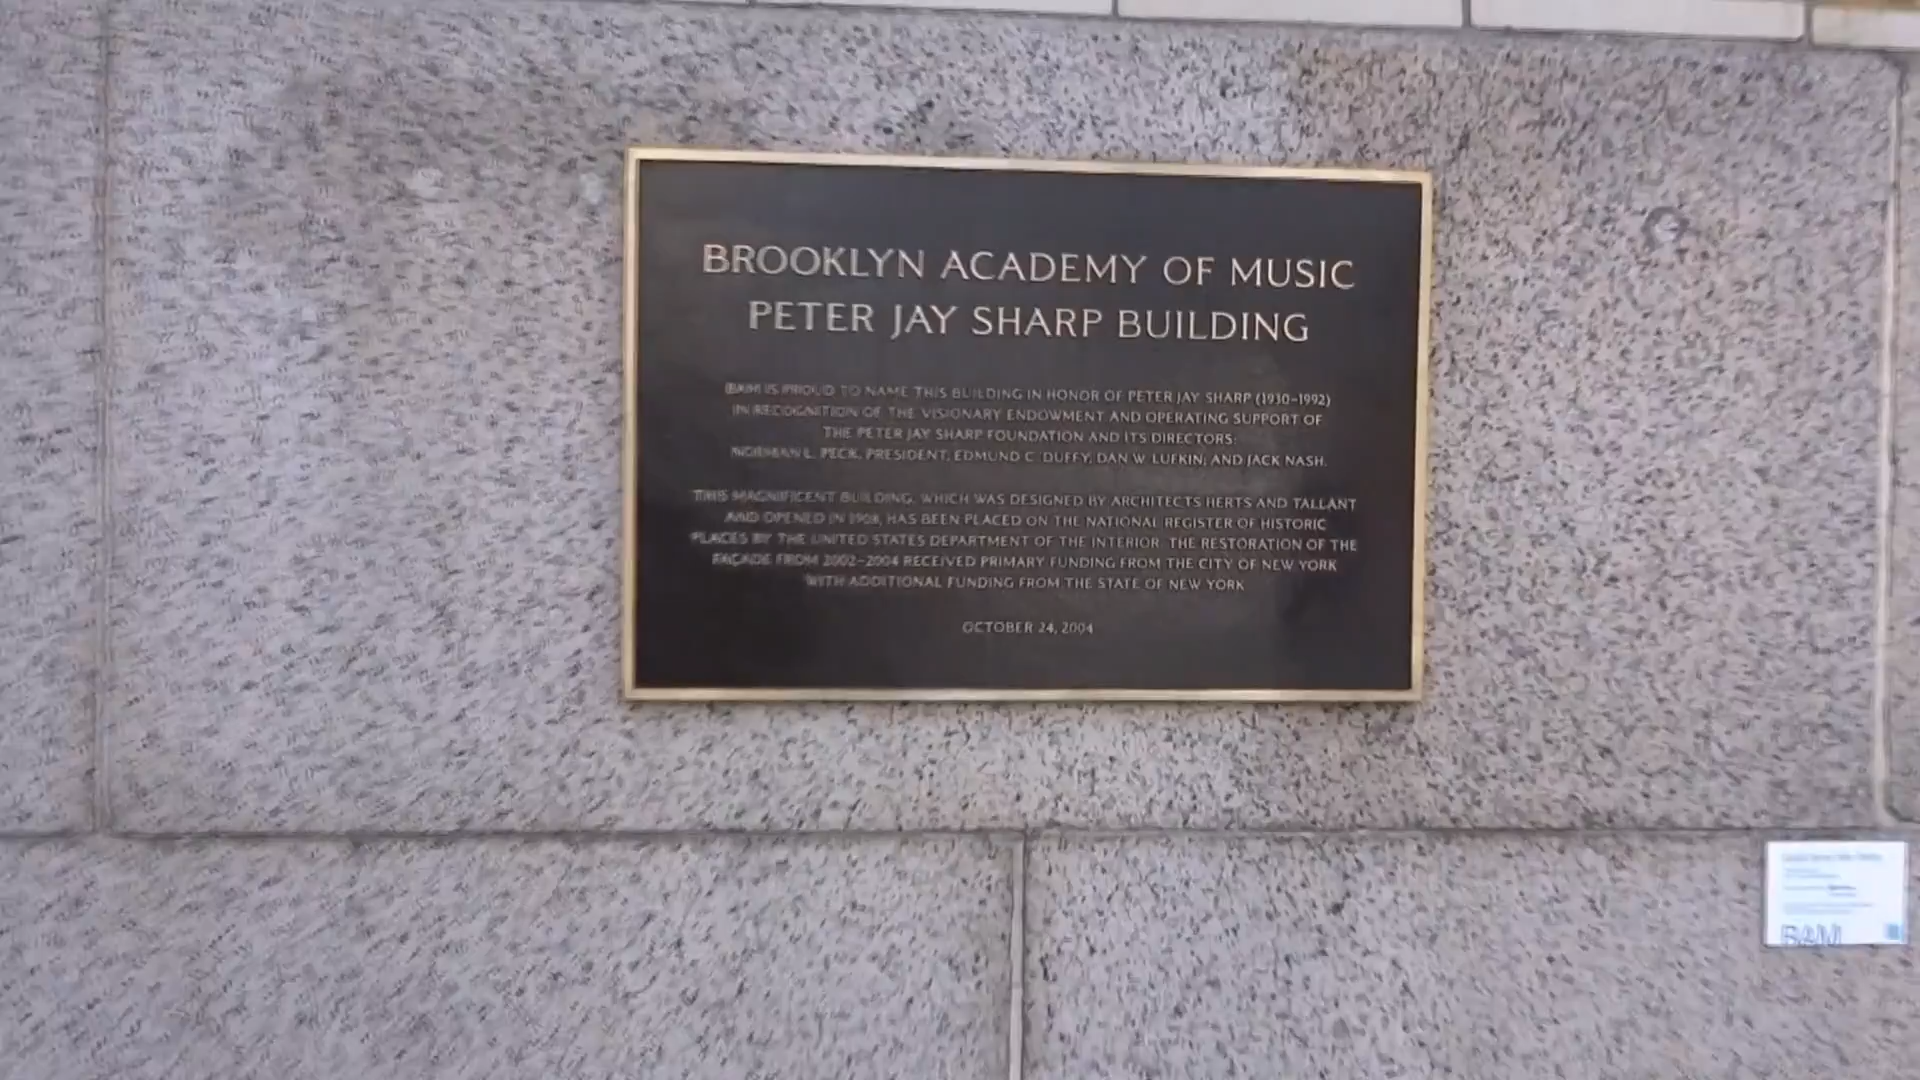 BROOKLYN ACADEMY OF MUSIC
PETER JAY SHARP BUILDING
BAM IS PROUD TO NAME THIS BUILDING IN HONOR OF PETER JAY SHARP (1930–1992)
IN RECOGNITION OF THE VISIONARY ENDOWMENT AND OPERATING SUPPORT OF
THE PETER JAY SHARP FOUNDATION AND ITS DIRECTORS:
NORMAN L. PECK, PRESIDENT; EDMUND C. DUFFY; DAN W. LUFKIN; AND JACK NASH.
THIS MAGNIFICENT BUILDING, WHICH WAS DESIGNED BY ARCHITECTS HERTS AND TALLANT
AND OPENED IN 1908, HAS BEEN PLACED ON THE NATIONAL REGISTER OF HISTORIC
PLACES BY THE UNITED STATES DEPARTMENT OF THE INTERIOR. THE RESTORATION OF THE
FAÇADE FROM 2002–2004 RECEIVED PRIMARY FUNDING FROM THE CITY OF NEW YORK
WITH ADDITIONAL FUNDING FROM THE STATE OF NEW YORK
OCTOBER 24, 2004
BAM